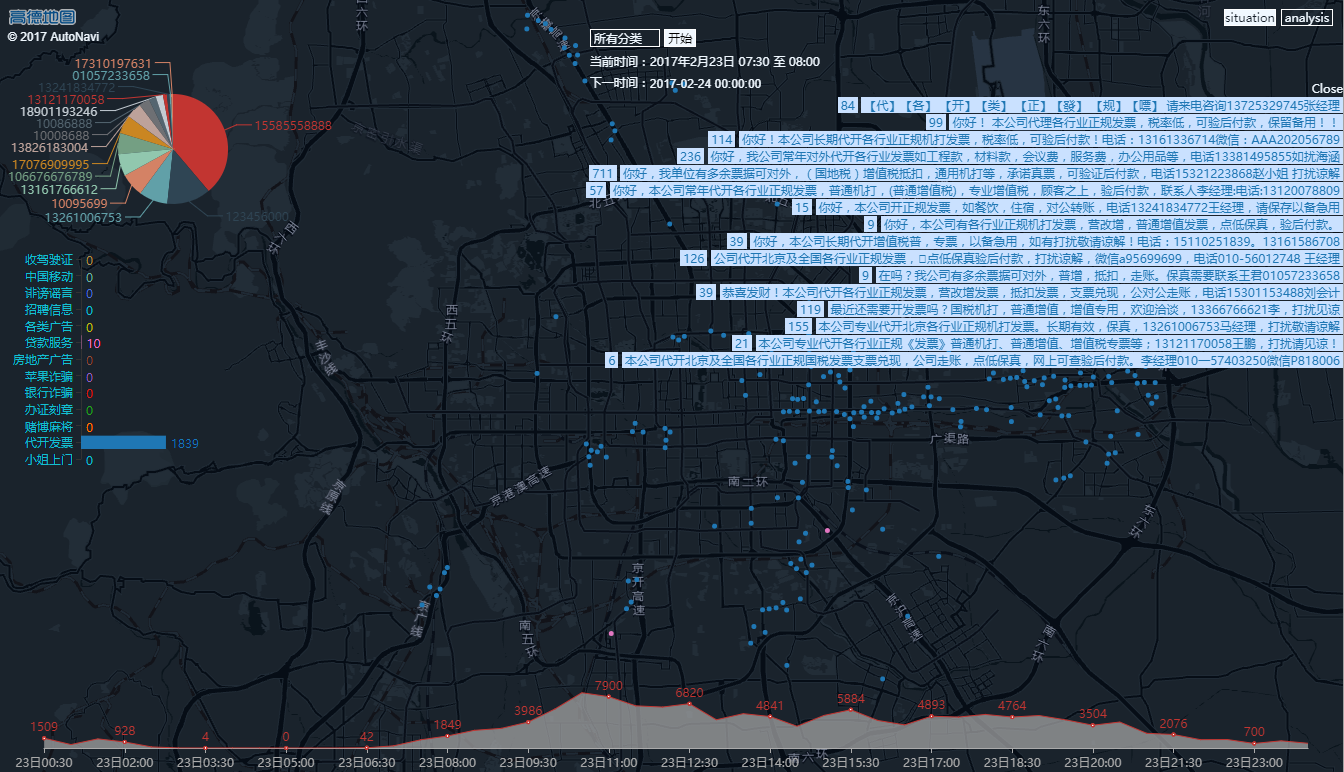 高德地图
© 2017 AutoNavi
situation analysis
所有分类 开始
当前时间：2017年2月23日 07:30 至 08:00
下一时间：2017-02-24 00:00:00
Close
17310197631
01057233658
13241834772
13121170058
18901193246
10086888
10008688
13826183004
17076909995
106676676789
13161766612
10095699
13261006753
15585558888
123456000
84 【代】【各】【开】【类】【正】【發】【规】【嘌】 请来电咨询13725329745张经理
99 你好！ 本公司代理各行业正规发票，税率低，可验后付款，保留备用！！
114 你好！本公司长期代开各行业正规机打发票，税率低，可验后付款！电话：13161336714微信：AAA202056789
236 你好，我公司常年对外代开各行业发票如工程款，材料款，会议费，服务费，办公用品等，电话13381495855如扰海涵
711 你好，我单位有多余票据可对外，（国地税）增值税抵扣，通用机打等，承诺真票，可验证后付款，电话15321223868赵小姐 打扰谅解
57 你好，本公司常年代开各行业正规发票，普通机打，(普通增值税)，专业增值税，顾客之上，验后付款，联系人李经理:电话:13120078809
15 你好，本公司开正规发票，如餐饮，住宿，对公转账，电话13241834772王经理，请保存以备急用
9 你好，本公司有各行业正规机打发票，营改增，普通增值发票，点低保真，验后付款。
39 你好，本公司长期代开增值税普，专票，以备急用，如有打扰敬请谅解！电话：15110251839。13161586708
126 公司代开北京及全国各行业正规发票，□点低保真验后付款，打扰谅解，微信a95699699，电话010-56012748 王经理
9 在吗？我公司有多余票据可对外，普增，抵扣，走账。保真需要联系王君01057233658
39 恭喜发财！本公司代开各行业正规发票，营改增发票，抵扣发票，支票兑现，公对公走账，电话15301153488刘会计
119 最近还需要开发票吗？国税机打，普通增值，增值专用，欢迎洽谈，13366766621李，打扰见谅
155 本公司专业代开北京各行业正规机打发票。长期有效，保真，13261006753马经理，打扰敬请谅解
21 本公司专业代开各行业正规《发票》普通机打、普通增值、增值税专票等；13121170058王鹏，打扰请见谅！
6 本公司代开北京及全国各行业正规国税发票支票兑现，公司走账，点低保真，网上可查验后付款。李经理010一57403250微信P818006
收驾驶证 0
中国移动 0
诽谤谣言 0
招聘信息 0
各类广告 0
贷款服务 10
房地产广告 0
苹果诈骗 0
银行诈骗 0
办证刻章 0
赌博麻将 0
代开发票 1839
小姐上门 0
西六环
东六环
西五环
丰沙线
广渠路
南二环
京港澳高速
京开高速
京广线
南五环
东六环
南六环
南六环
1509 928 4 0 42 1849 3986 7900 6820 4841 5884 4893 4764 3504 2076 700
23日00:30 23日02:00 23日03:30 23日05:00 23日06:30 23日08:00 23日09:30 23日11:00 23日12:30 23日14:00 23日15:30 23日17:00 23日18:30 23日20:00 23日21:30 23日23:00